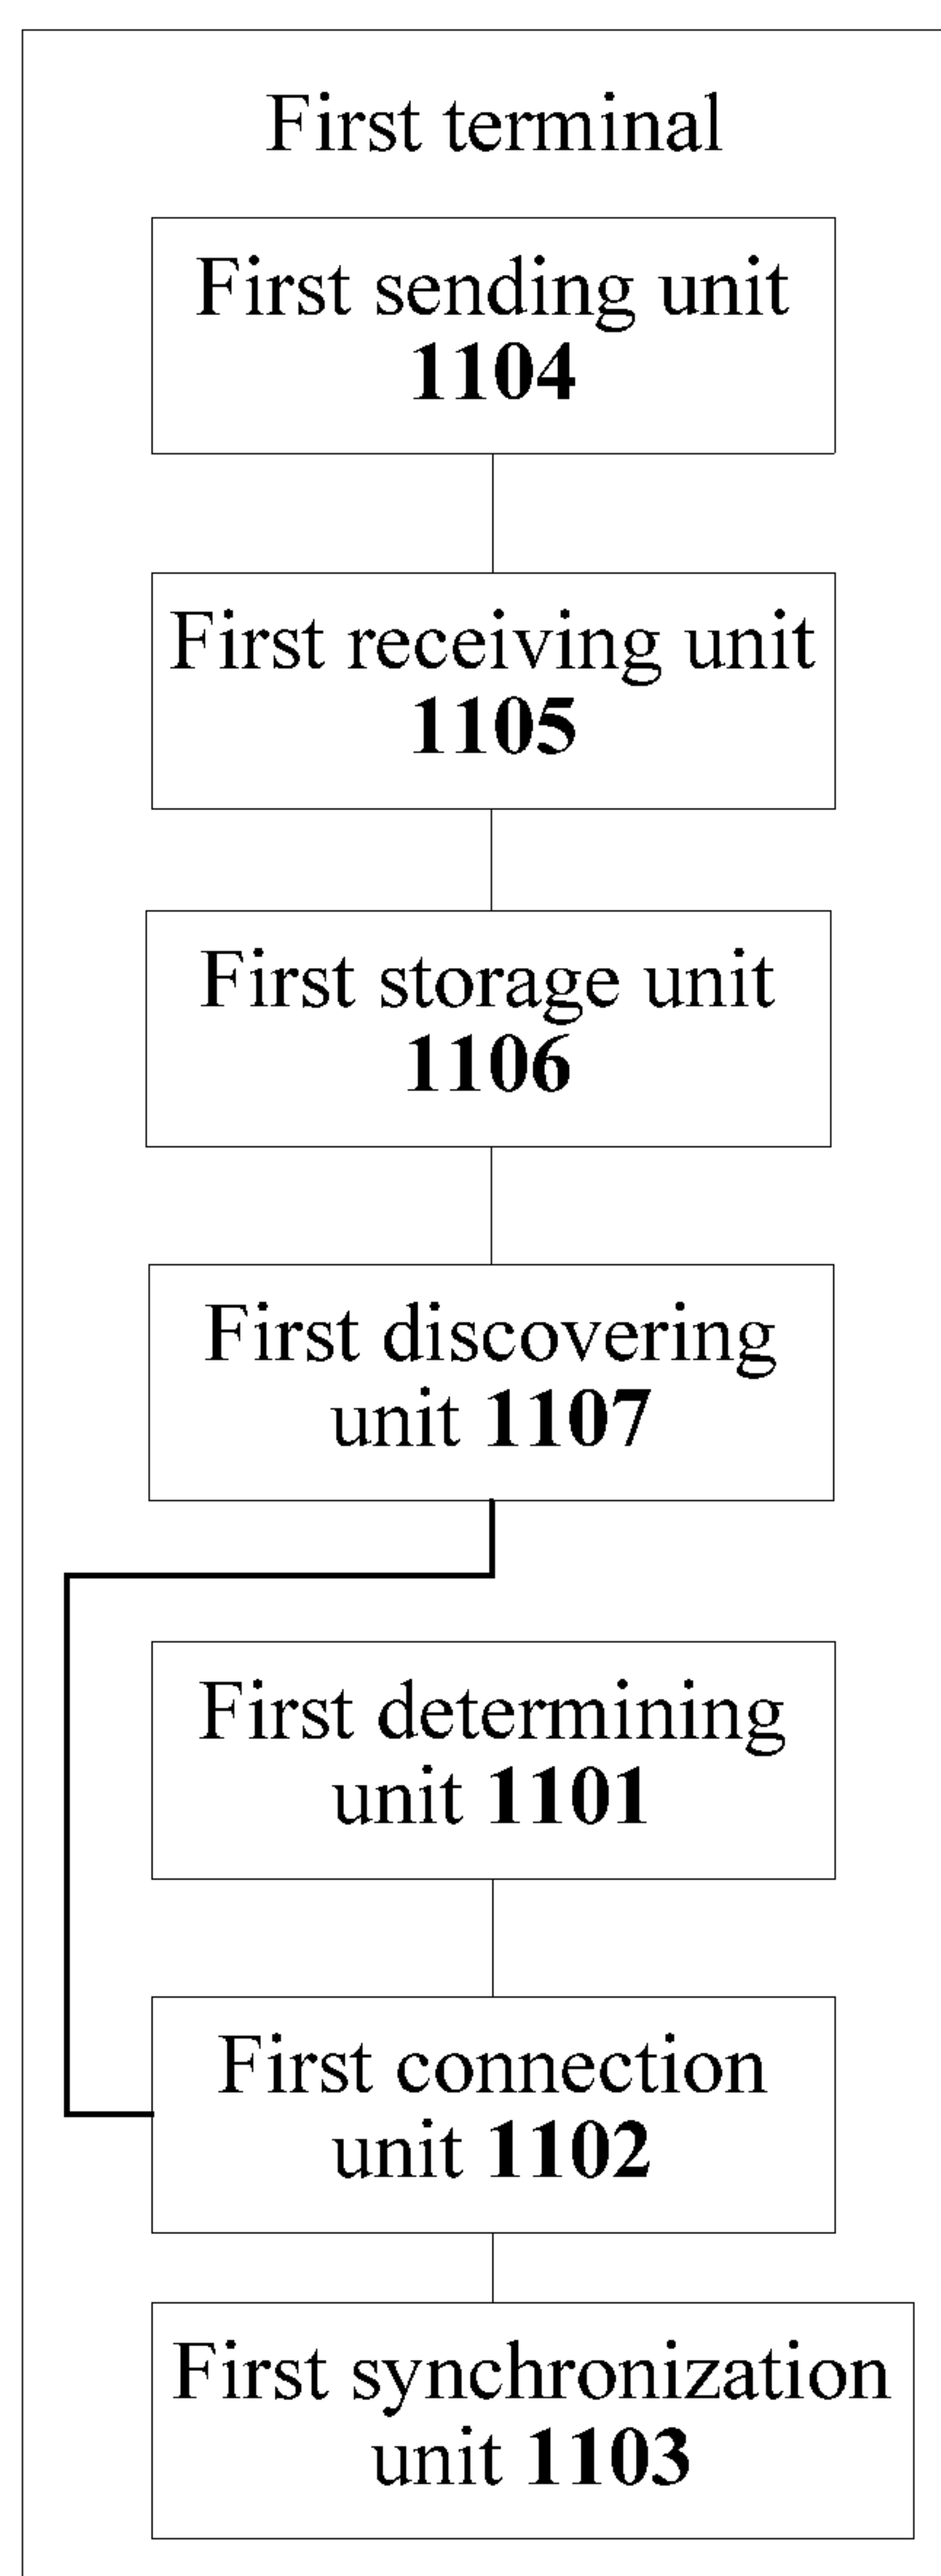 First terminal
First sending unit
1104
First receiving unit
1105
First storage unit
1106
First discovering
unit 1107
First determining
unit 1101
First connection
unit 1102
First synchronization
unit 1103